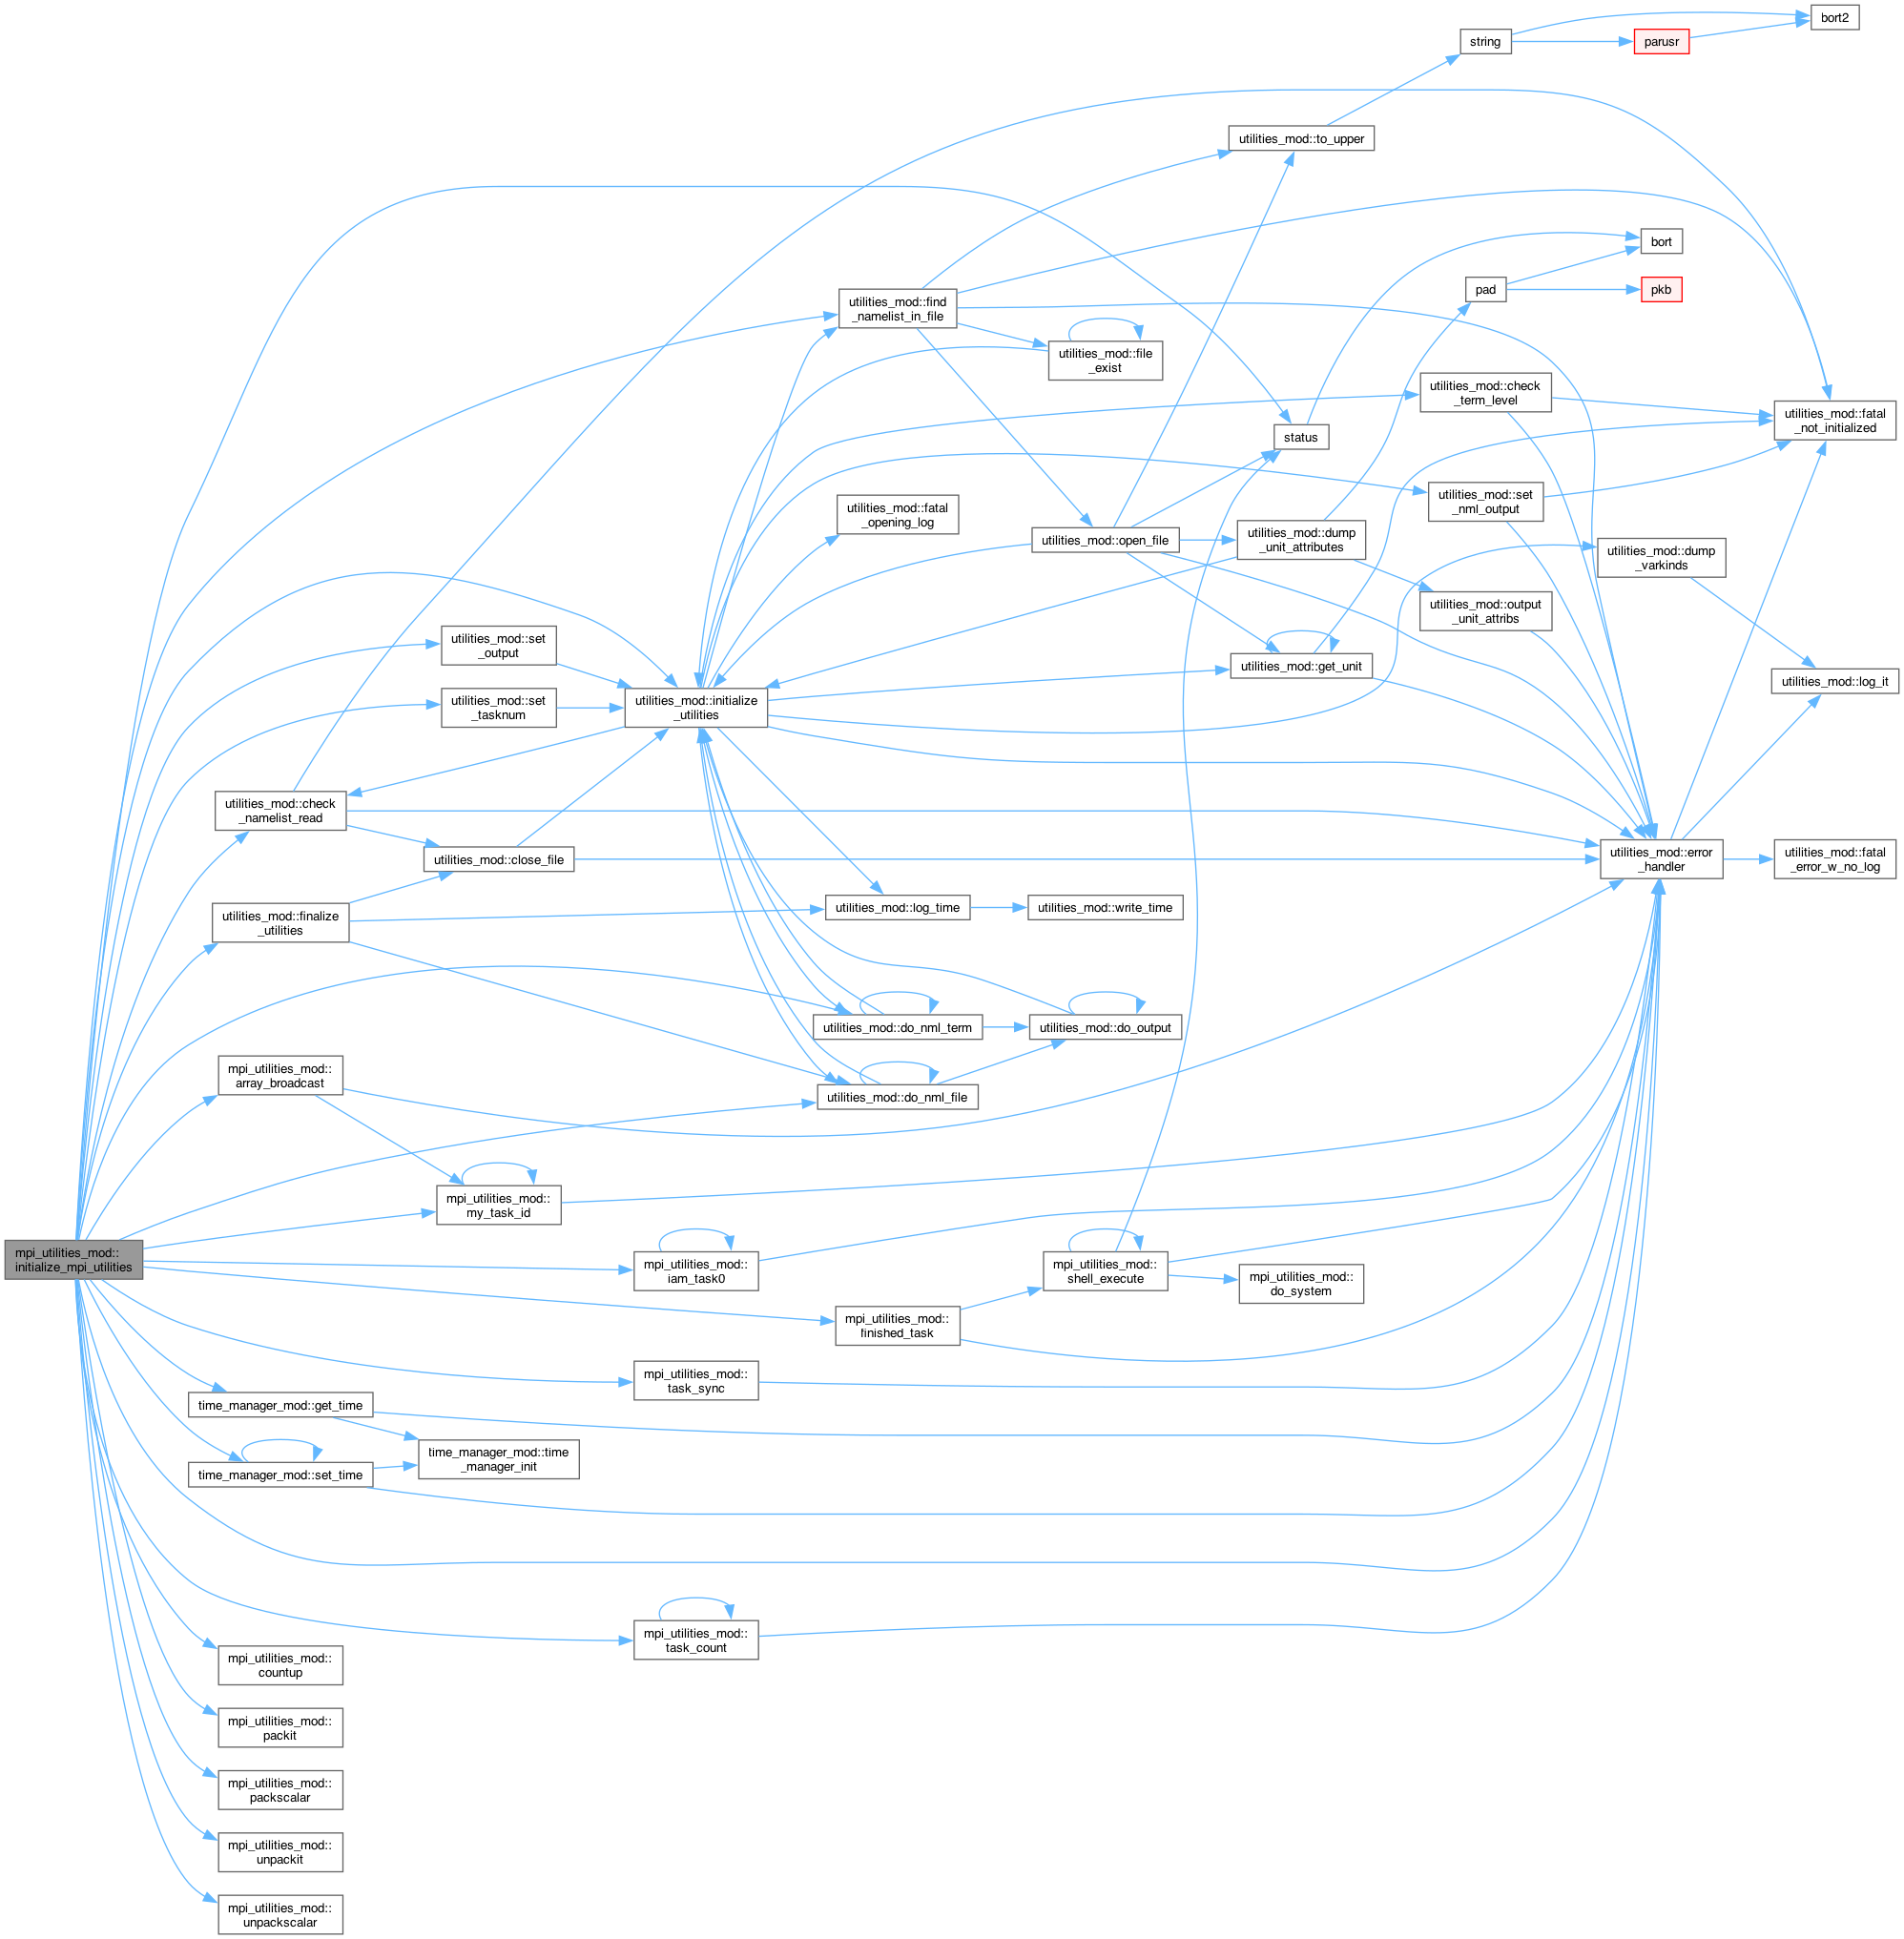 bort2
string
parusr
utilities_mod::to_upper
bort
pad
pkb
utilities_mod::find
_namelist_in_file
utilities_mod::file
_exist
utilities_mod::check
_term_level
utilities_mod::fatal
_not_initialized
status
utilities_mod::set
_nml_output
utilities_mod::fatal
_opening_log
utilities_mod::open_file
utilities_mod::dump
_unit_attributes
utilities_mod::dump
_varkinds
utilities_mod::output
_unit_attribs
utilities_mod::set
_output
utilities_mod::get_unit
utilities_mod::log_it
utilities_mod::set
_tasknum
utilities_mod::initialize
_utilities
utilities_mod::check
_namelist_read
utilities_mod::close_file
utilities_mod::error
_handler
utilities_mod::fatal
_error_w_no_log
utilities_mod::finalize
_utilities
utilities_mod::log_time
utilities_mod::write_time
utilities_mod::do_nml_term
utilities_mod::do_output
mpi_utilities_mod::
array_broadcast
utilities_mod::do_nml_file
mpi_utilities_mod::
my_task_id
mpi_utilities_mod::
initialize_mpi_utilities
mpi_utilities_mod::
iam_task0
mpi_utilities_mod::
shell_execute
mpi_utilities_mod::
do_system
mpi_utilities_mod::
finished_task
mpi_utilities_mod::
task_sync
time_manager_mod::get_time
time_manager_mod::time
_manager_init
time_manager_mod::set_time
mpi_utilities_mod::
task_count
mpi_utilities_mod::
countup
mpi_utilities_mod::
packit
mpi_utilities_mod::
packscalar
mpi_utilities_mod::
unpackit
mpi_utilities_mod::
unpackscalar